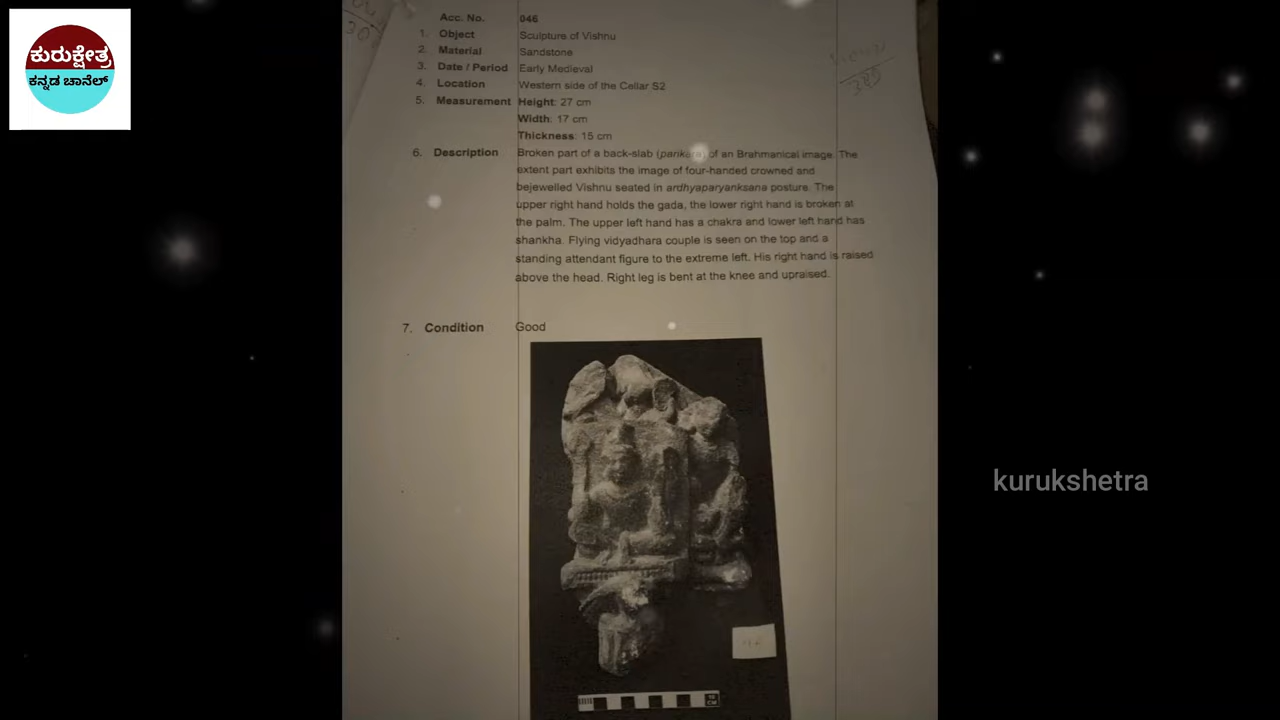 ಕುರುಕ್ಷೇತ್ರ
ಕನ್ನಡ ಚಾನೆಲ್
Acc. No. 046
1. Object Sculpture of Vishnu
2. Material Sandstone
3. Date / Period Early Medieval
4. Location Western side of the Cellar S2
5. Measurement Height: 27 cm
Width: 17 cm
Thickness: 15 cm
6. Description Broken part of a back-slab (parikara) of an Brahmanical image. The
extent part exhibits the image of four-handed crowned and
bejewelled Vishnu seated in ardhyaparyanksana posture. The
upper right hand holds the gada, the lower right hand is broken at
the palm. The upper left hand has a chakra and lower left hand has
shankha. Flying vidyadhara couple is seen on the top and a
standing attendant figure to the extreme left. His right hand is raised
above the head. Right leg is bent at the knee and upraised.
7. Condition Good
10
CM
kurukshetra